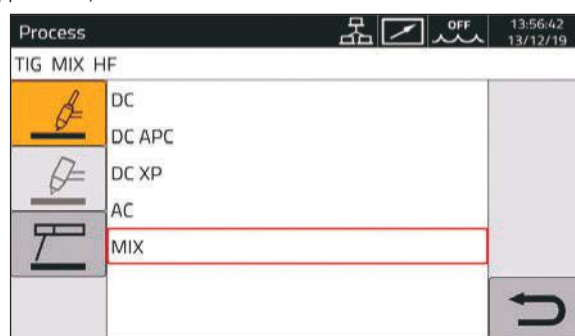 Process
OFF
13:56:42
13/12/19
TIG MIX HF
DC
DC APC
DC XP
AC
MIX